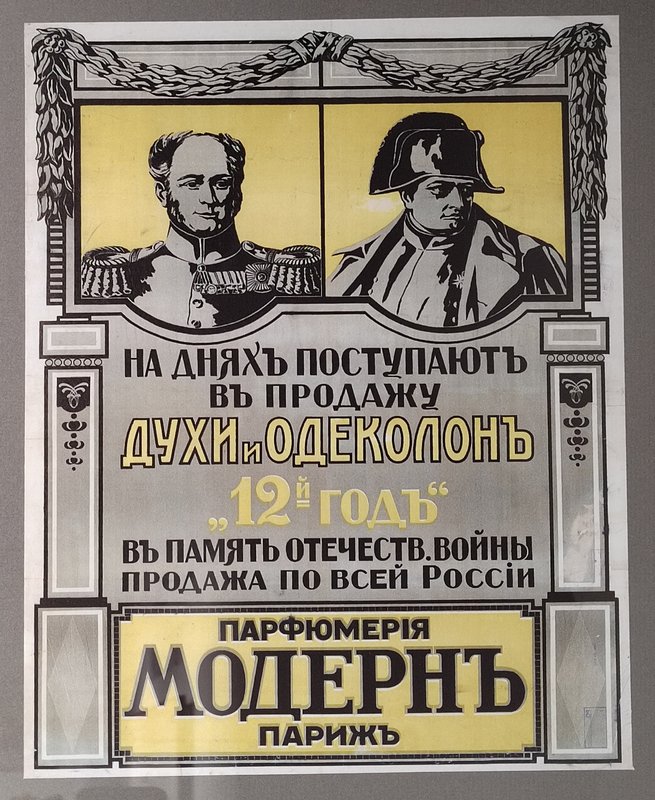 НА ДНЯХЪ ПОСТУПАЮТЪ
ВЪ ПРОДАЖУ
ДУХИ и ОДЕКОЛОНЪ
„12й ГОДЪ“
ВЪ ПАМЯТЬ ОТЕЧЕСТВ. ВОЙНЫ
ПРОДАЖА ПО ВСЕЙ РОССІИ
ПАРФЮМЕРІЯ
МОДЕРНЪ
ПАРИЖЪ